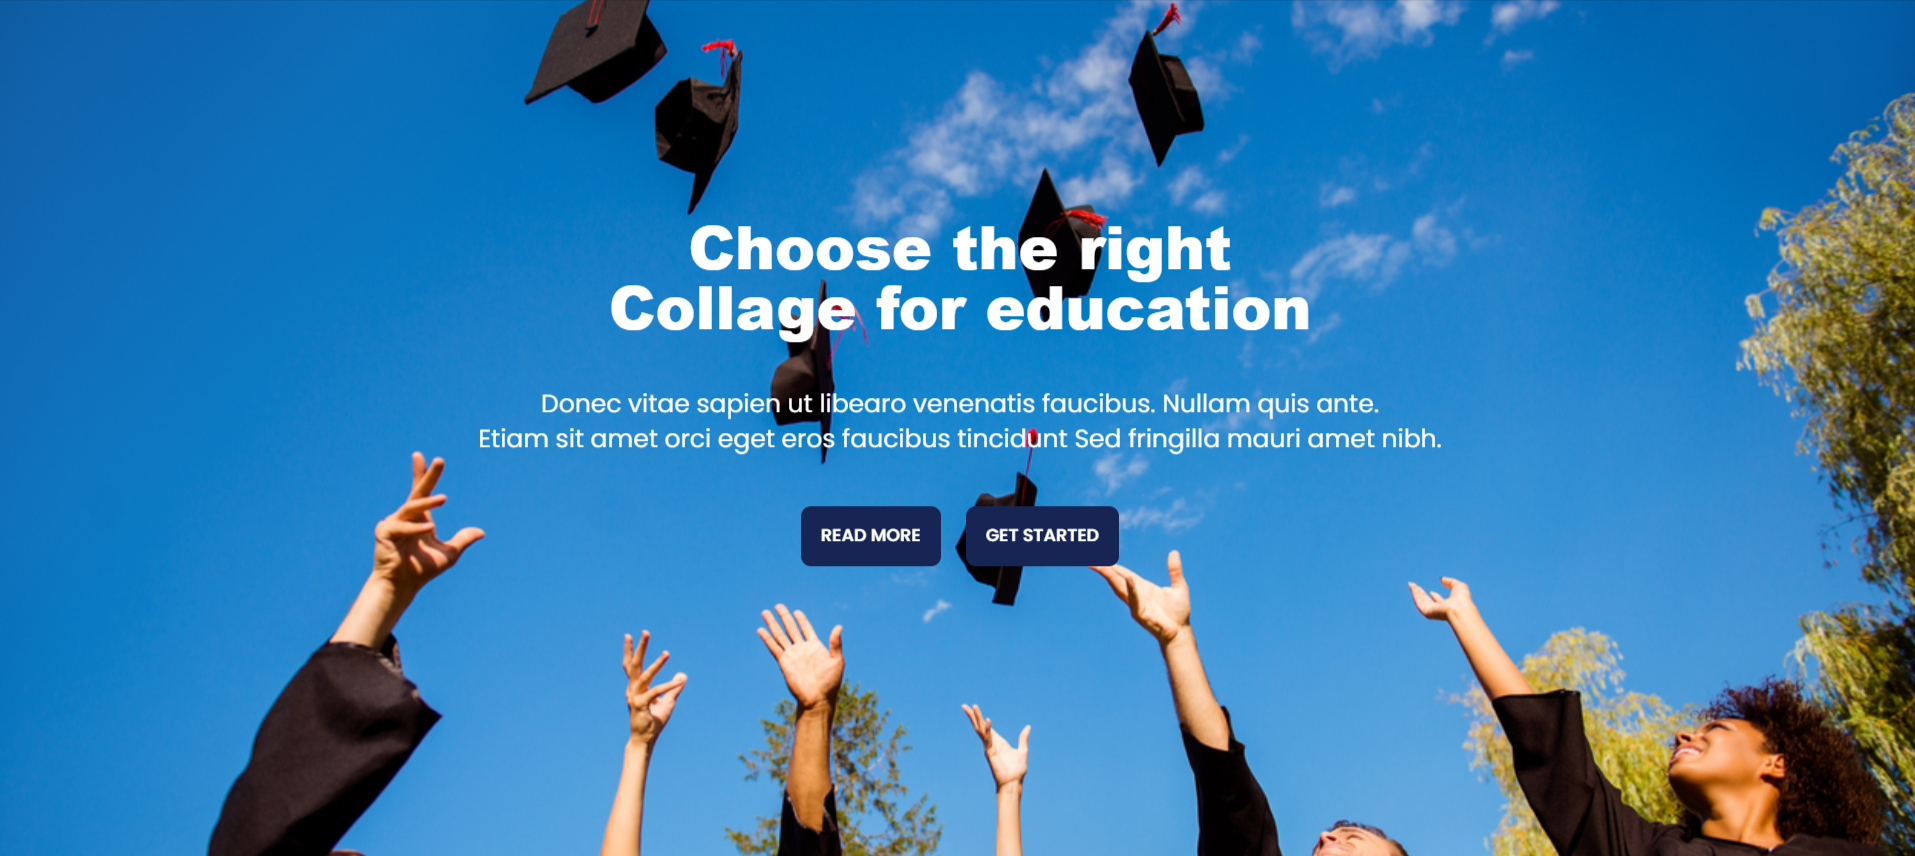 Choose the right
Collage for education
Donec vitae sapien ut libearo venenatis faucibus. Nullam quis ante.
Etiam sit amet orci eget eros faucibus tincidunt Sed fringilla mauri amet nibh.
READ MORE
GET STARTED